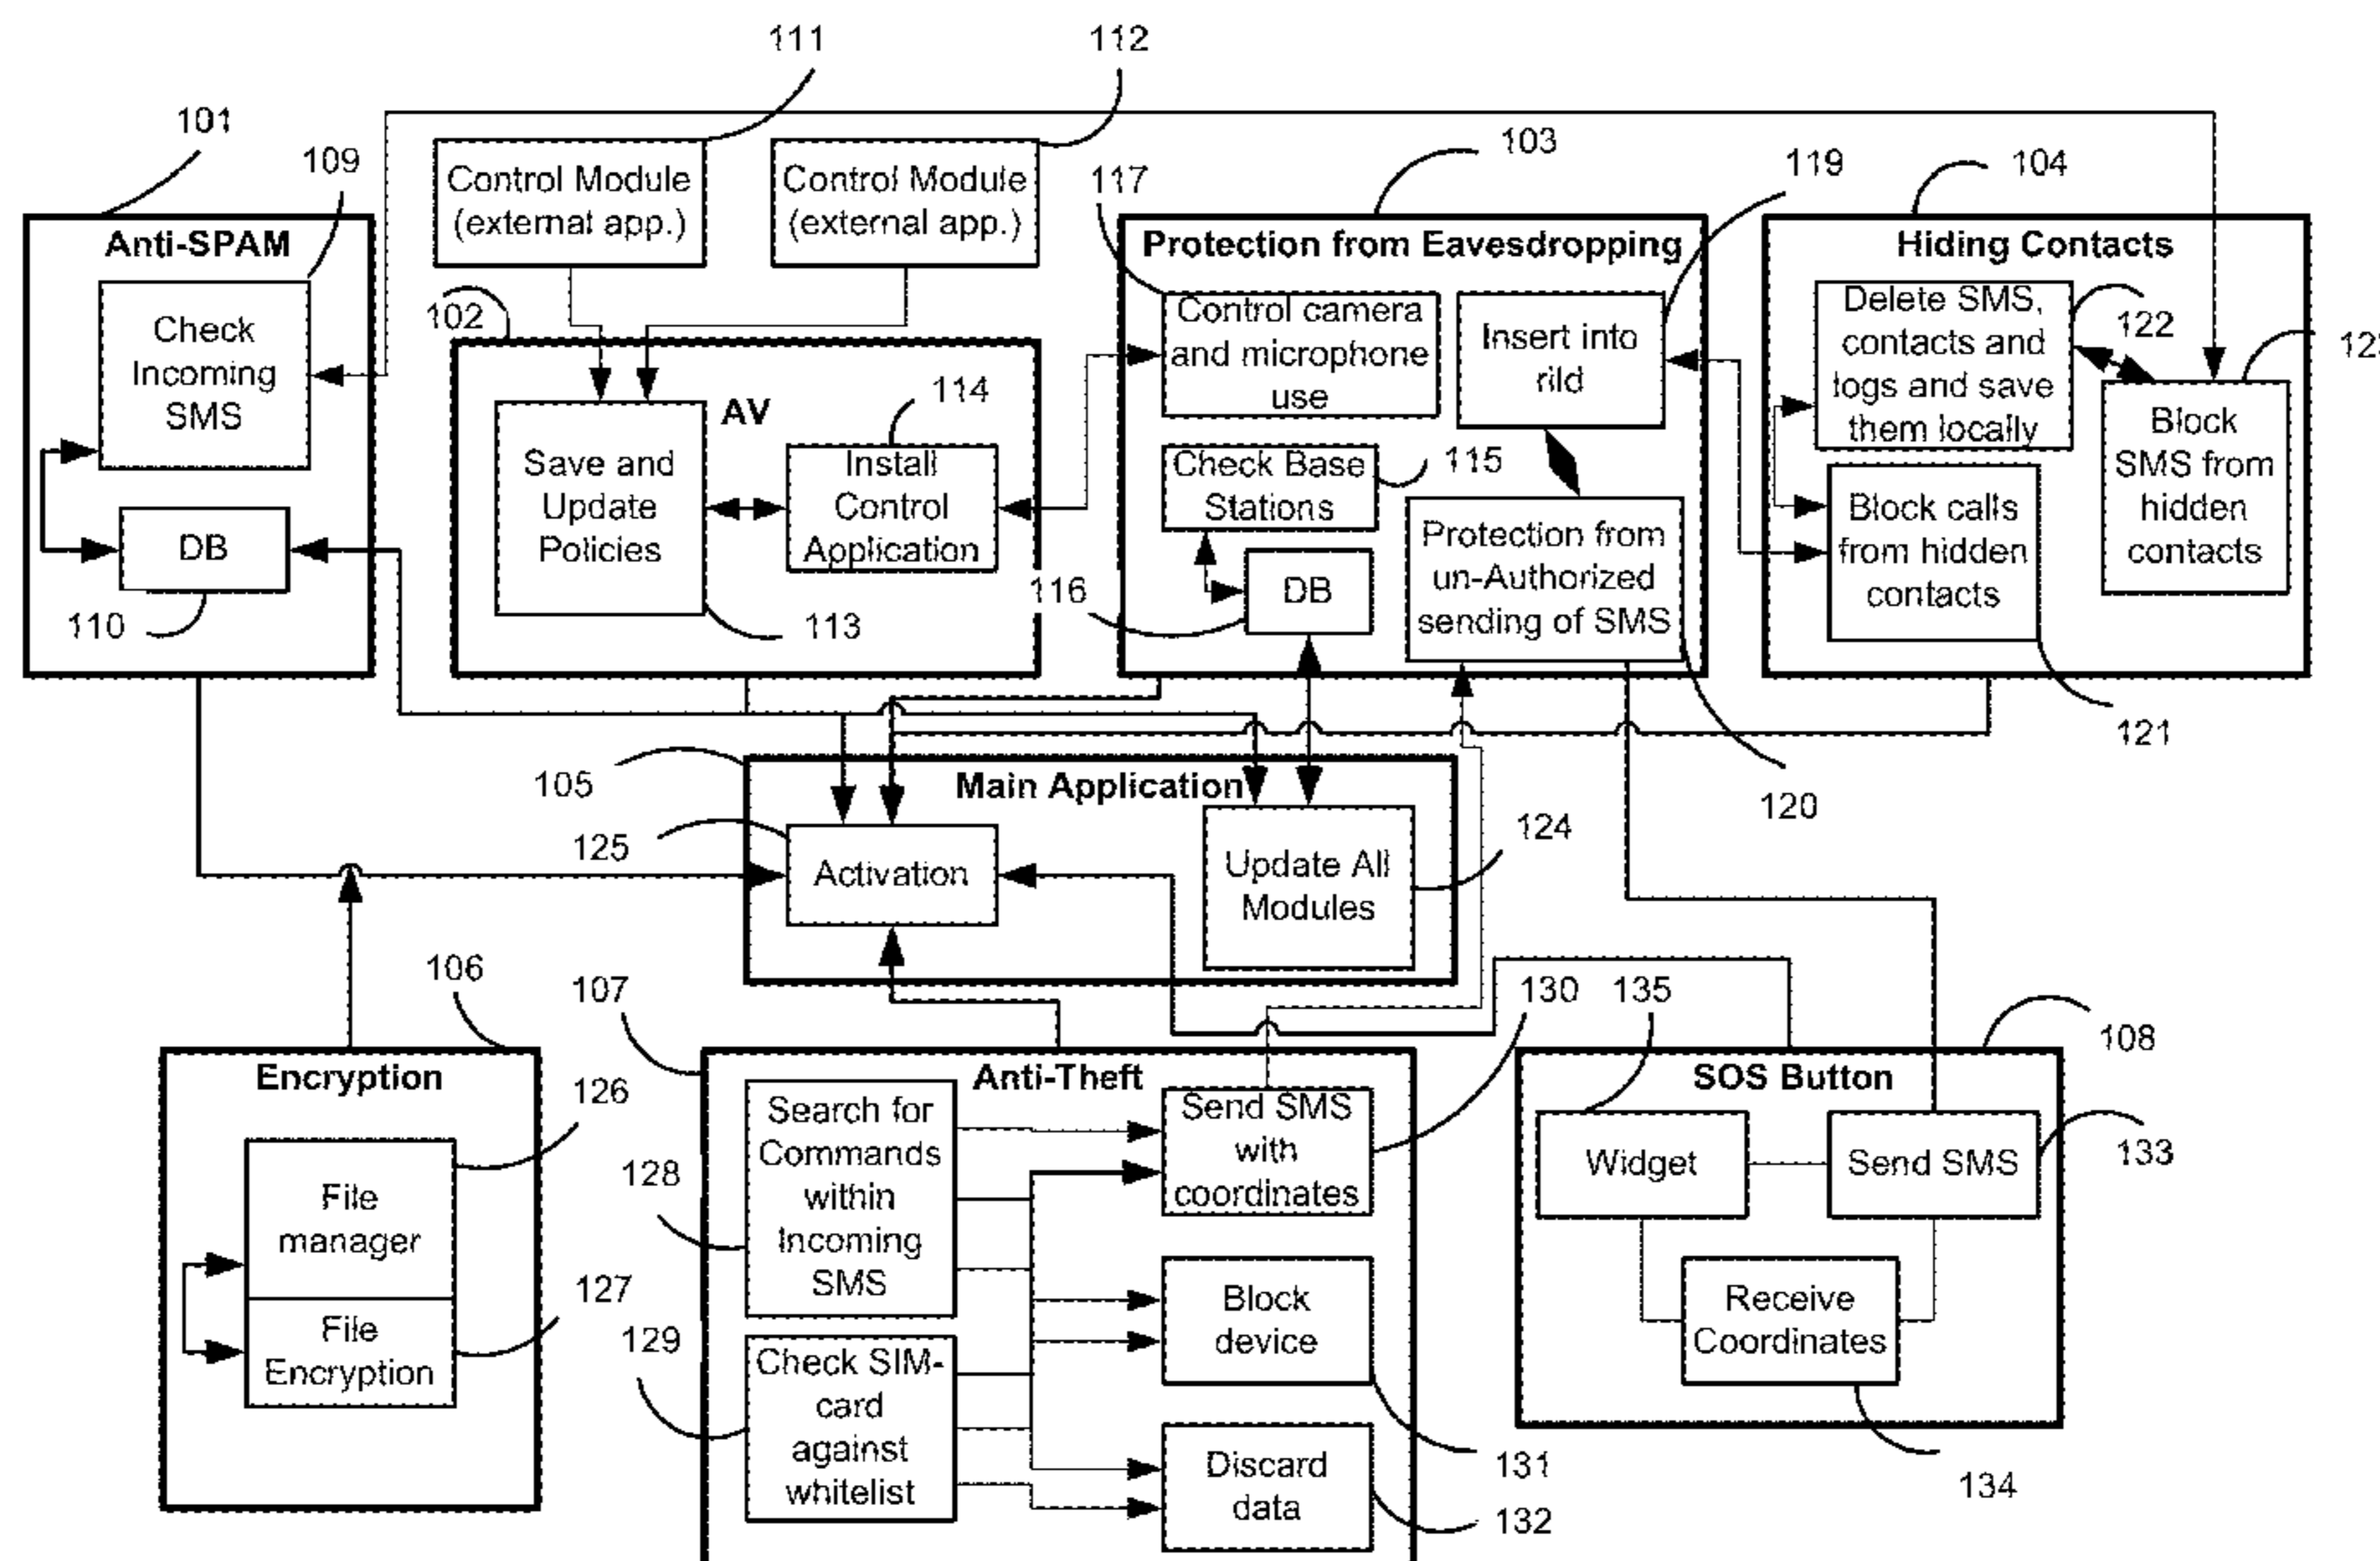 111
112
101
109
103
119
104
117
Control Module
(external app.)
Control Module
(external app.)
Anti-SPAM
Protection from Eavesdropping
Hiding Contacts
102
Check
Incoming
SMS
Control camera
and microphone
use
Insert into
rild
Delete SMS,
contacts and
logs and save
them locally
122
AV
114
Save and
Update
Policies
Install
Control
Application
Check Base
Stations
115
Block
SMS from
hidden
contacts
Block calls
from hidden
contacts
DB
110
113
116
DB
Protection from
un-Authorized
sending of SMS
121
105
Main Application
120
125
Activation
124
Update All
Modules
106
107
130
135
108
Encryption
126
File
manager
127
File
Encryption
Anti-Theft
128
Search for
Commands
within
Incoming
SMS
Send SMS
with
coordinates
129
Check SIM-
card
against
whitelist
Block
device
131
Discard
data
132
SOS Button
Widget
Send SMS
133
Receive
Coordinates
134